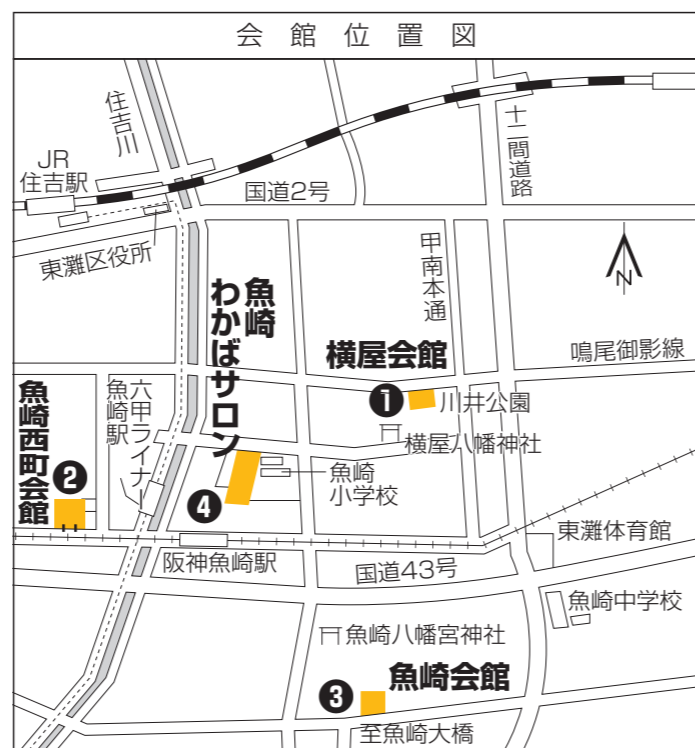 会館位置図
住吉川
十二間道路
JR
住吉駅
国道2号
東灘区役所
甲南本通
N
魚崎
わかばサロン
横屋会館
鳴尾御影線
❶
川井公園
魚崎西町会館
六甲ライナー
魚崎駅
横屋八幡神社
❷
魚崎
小学校
❹
東灘体育館
阪神魚崎駅
国道43号
魚崎中学校
魚崎八幡宮神社
❸
魚崎会館
至魚崎大橋